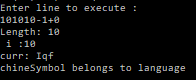 Enter line to execute :
101010-1+0
Length: 10
 i :10
curr: Iqf
chineSymbol belongs to language